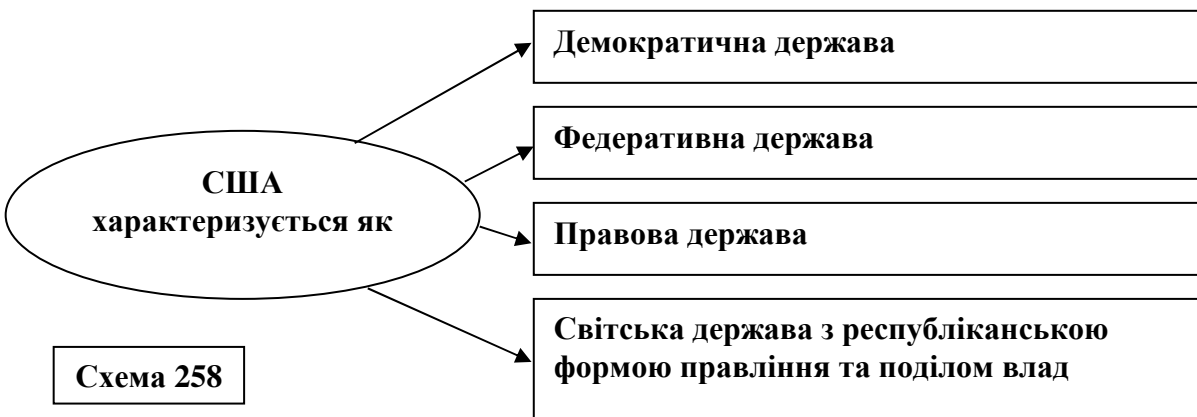 Демократична держава
Федеративна держава
США
характеризується як
Правова держава
Світська держава з республіканською
формою правління та поділом влад
Схема 258